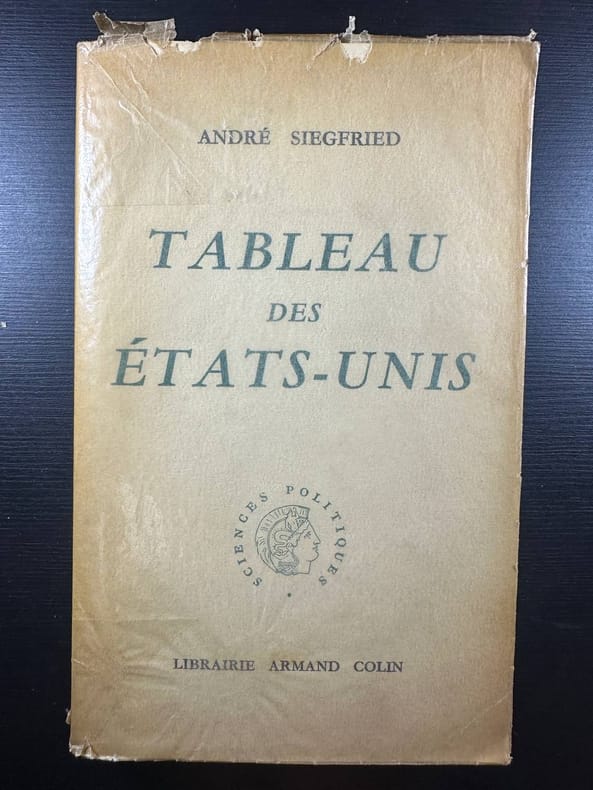 ANDRÉ SIEGFRIED
TABLEAU
DES
ÉTATS-UNIS
SCIENCES POLITIQUES
LIBRAIRIE ARMAND COLIN